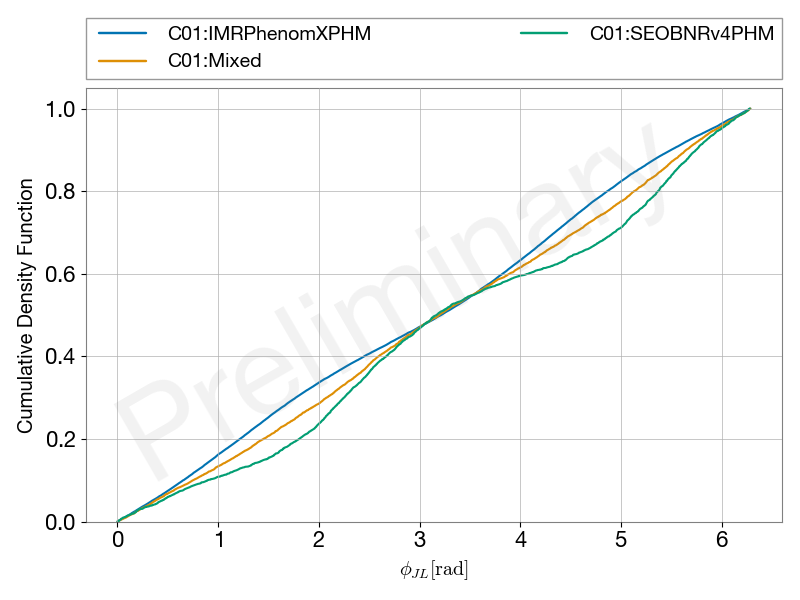 C01:IMRPhenomXPHM
C01:Mixed
C01:SEOBNRv4PHM
Preliminary
Cumulative Density Function
1.0
0.8
0.6
0.4
0.2
0.0
0 1 2 3 4 5 6
ϕ_JL [rad]